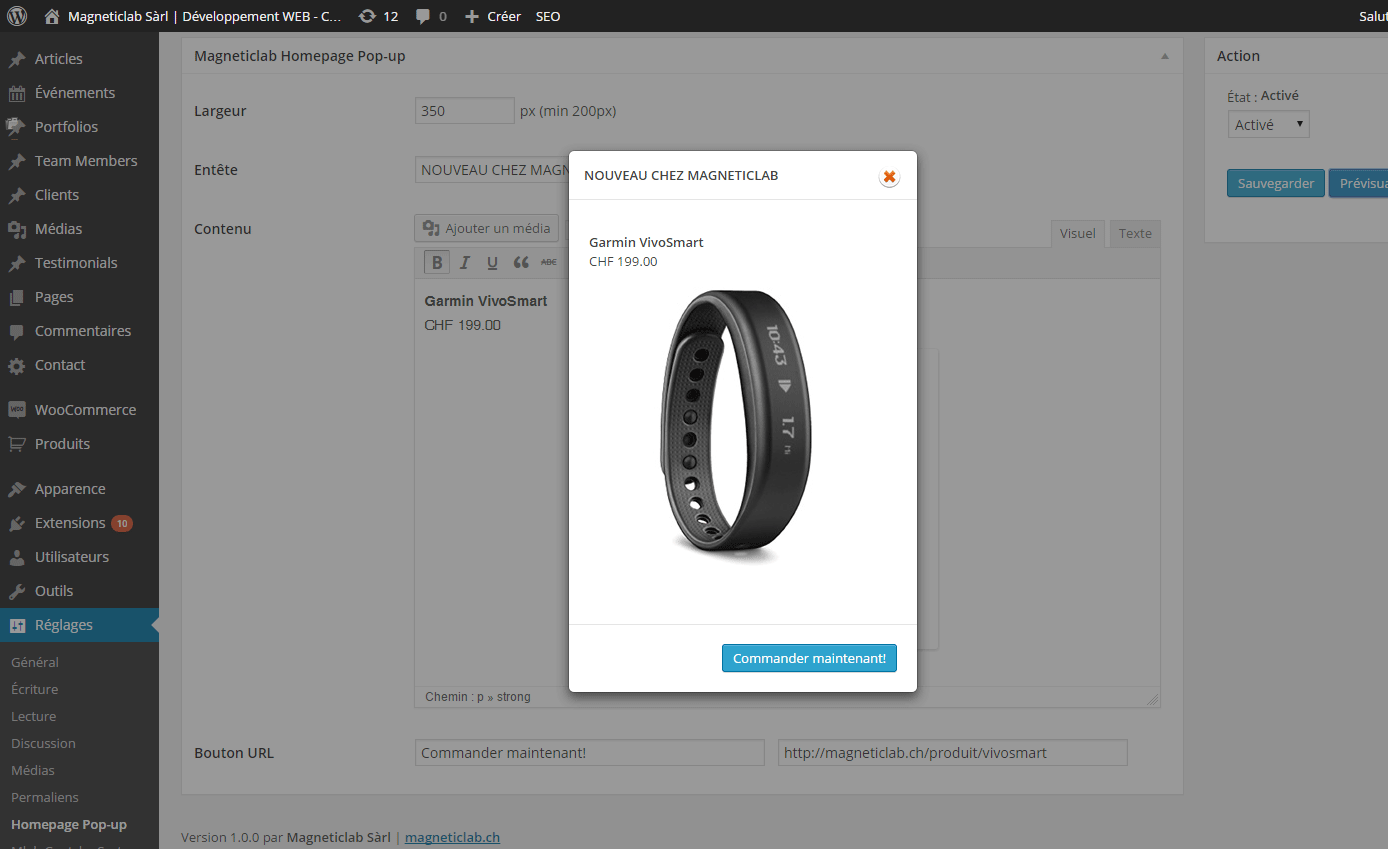 Magneticlab Sàrl | Développement WEB - C... 12 0 Créer SEO Salut
Articles
Événements
Portfolios
Team Members
Clients
Médias
Testimonials
Pages
Commentaires
Contact
WOO WooCommerce
Produits
Apparence
Extensions 10
Utilisateurs
Outils
Réglages
Général
Écriture
Lecture
Discussion
Médias
Permaliens
Homepage Pop-up
Magneticlab Homepage Pop-up
Largeur 350 px (min 200px)
Entête NOUVEAU CHEZ MAGN
Contenu Ajouter un média Visuel Texte
B I U ABC
Garmin VivoSmart
CHF 199.00
Chemin : p » strong
Bouton URL Commander maintenant! http://magneticlab.ch/produit/vivosmart
Version 1.0.0 par Magneticlab Sàrl | magneticlab.ch
NOUVEAU CHEZ MAGNETICLAB
Garmin VivoSmart
CHF 199.00
10:43
1.7
Commander maintenant!
Action
État : Activé
Activé
Sauvegarder Prévisua